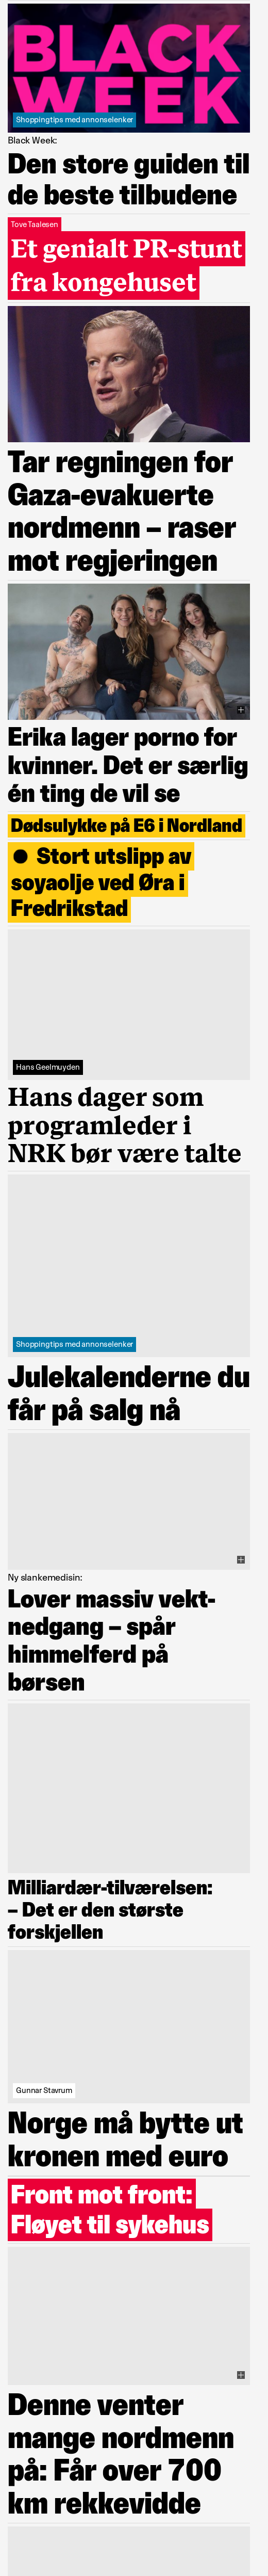 BLACK
WEEK
Shoppingtips med annonselenker
Black Week:
Den store guiden til
de beste tilbudene
Tove Taalesen
Et genialt PR-stunt
fra kongehuset
Tar regningen for
Gaza-evakuerte
nordmenn – raser
mot regjeringen
Erika lager porno for
kvinner. Det er særlig
én ting de vil se
Dødsulykke på E6 i Nordland
Stort utslipp av
soyaolje ved Øra i
Fredrikstad
Hans Geelmuyden
Hans dager som
programleder i
NRK bør være talte
Shoppingtips med annonselenker
Julekalenderne du
får på salg nå
Ny slankemedisin:
Lover massiv vekt-
nedgang – spår
himmelferd på
børsen
Milliardær-tilværelsen:
– Det er den største
forskjellen
Gunnar Stavrum
Norge må bytte ut
kronen med euro
Front mot front:
Fløyet til sykehus
Denne venter
mange nordmenn
på: Får over 700
km rekkevidde